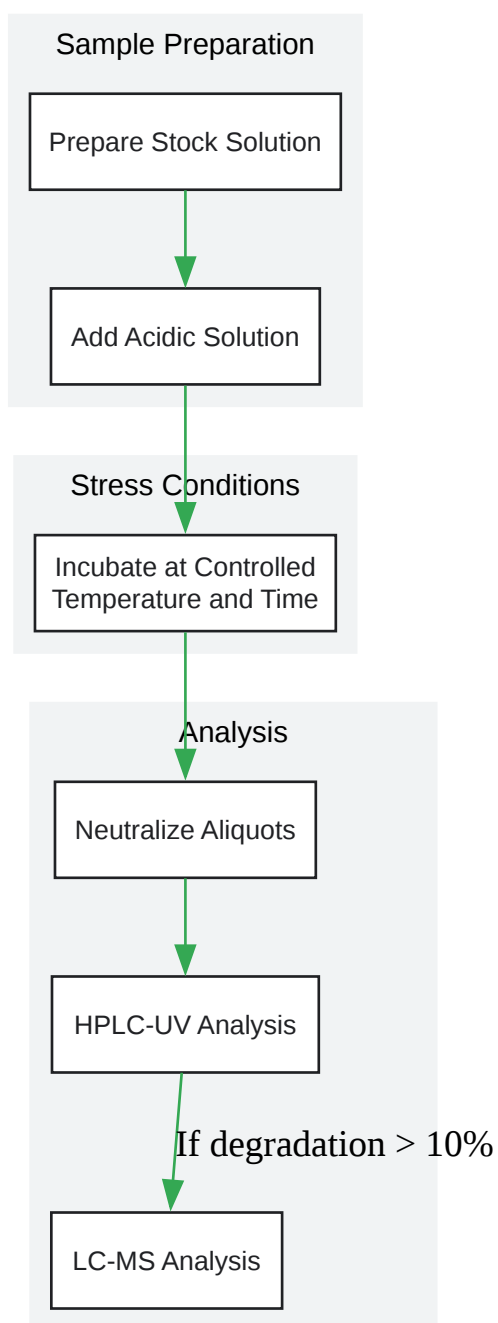 Sample Preparation
Prepare Stock Solution
Add Acidic Solution
Stress Conditions
Incubate at Controlled
Temperature and Time
Analysis
Neutralize Aliquots
HPLC-UV Analysis
If degradation > 10%
LC-MS Analysis